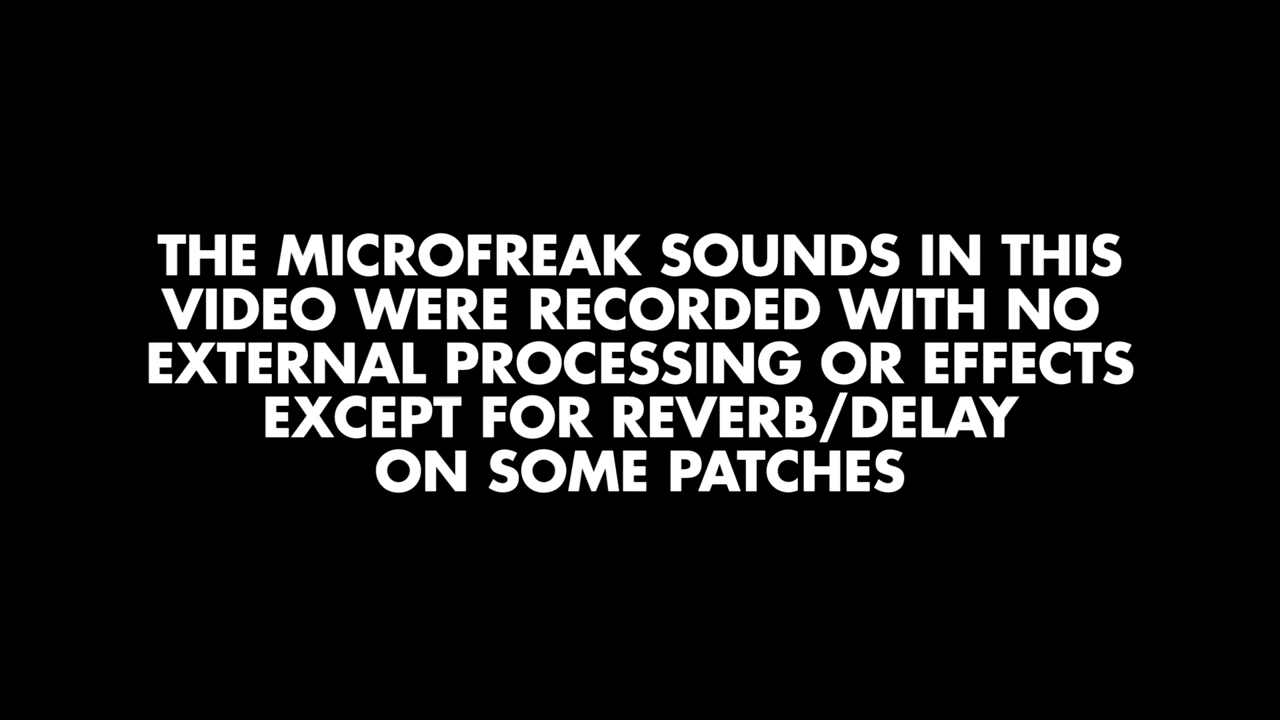 THE MICROFREAK SOUNDS IN THIS
VIDEO WERE RECORDED WITH NO
EXTERNAL PROCESSING OR EFFECTS
EXCEPT FOR REVERB/DELAY
ON SOME PATCHES